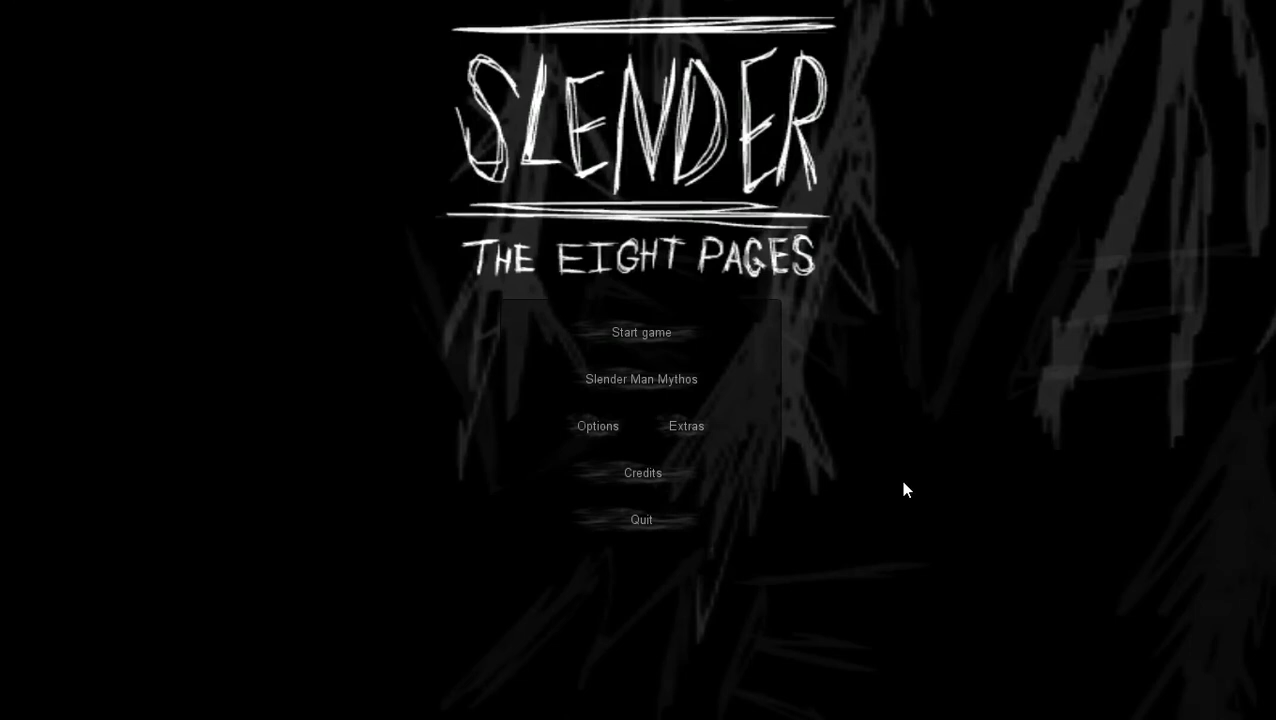 SLENDER
THE EIGHT PAGES
Start game
Slender Man Mythos
Options Extras
Credits
Quit